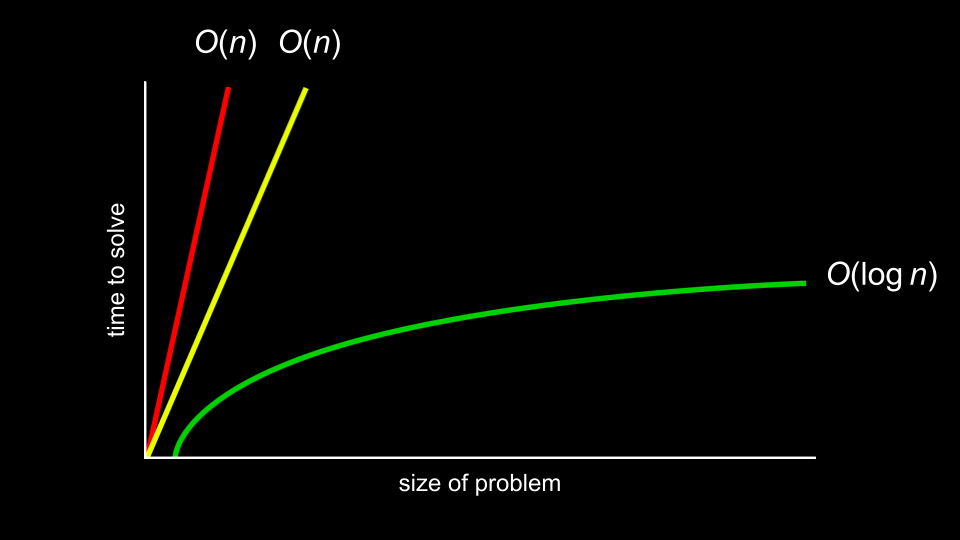 O(n) O(n)
time to solve
O(log n)
size of problem